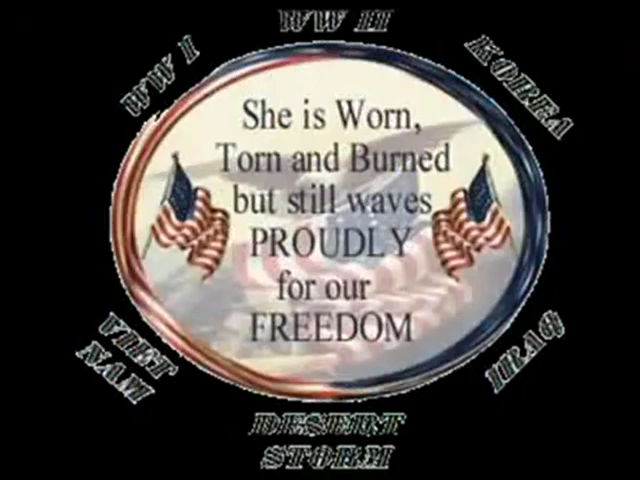 WW II
WW I
KOREA
She is Worn,
Torn and Burned
but still waves
PROUDLY
for our
FREEDOM
VIET
NAM
IRAQ
DESERT
STORM